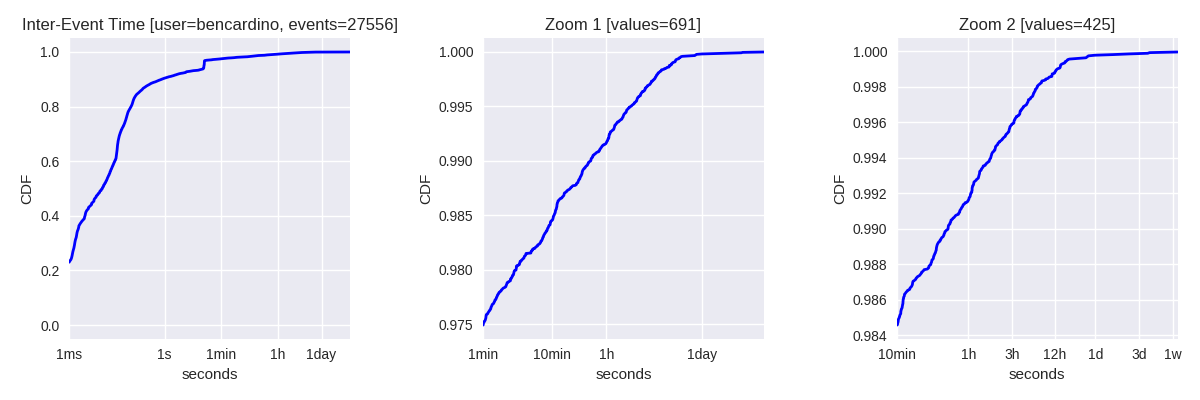 Inter-Event Time [user=bencardino, events=27556]
CDF
1.0
0.8
0.6
0.4
0.2
0.0
1ms 1s 1min 1h 1day
seconds
Zoom 1 [values=691]
CDF
1.000
0.995
0.990
0.985
0.980
0.975
1min 10min 1h 1day
seconds
Zoom 2 [values=425]
CDF
1.000
0.998
0.996
0.994
0.992
0.990
0.988
0.986
0.984
10min 1h 3h 12h 1d 3d 1w
seconds